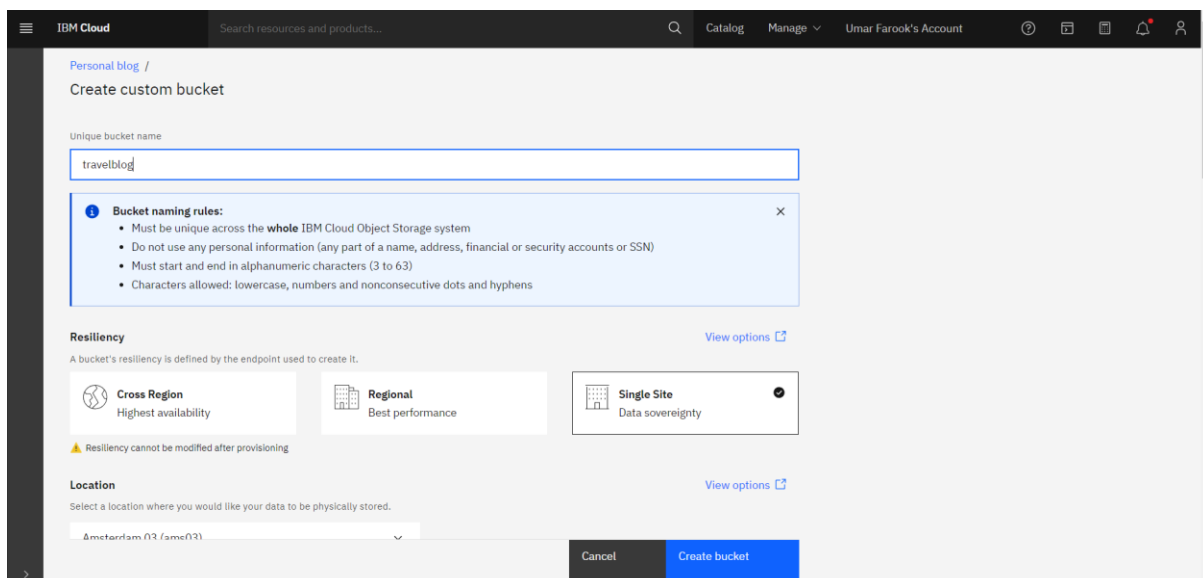 IBM Cloud
Search resources and products...
Catalog
Manage
Umar Farook's Account
Personal blog /
Create custom bucket
Unique bucket name
travelblog
Bucket naming rules:
• Must be unique across the whole IBM Cloud Object Storage system
• Do not use any personal information (any part of a name, address, financial or security accounts or SSN)
• Must start and end in alphanumeric characters (3 to 63)
• Characters allowed: lowercase, numbers and nonconsecutive dots and hyphens
Resiliency
View options
A bucket's resiliency is defined by the endpoint used to create it.
Cross Region
Highest availability
Regional
Best performance
Single Site
Data sovereignty
Resiliency cannot be modified after provisioning
Location
View options
Select a location where you would like your data to be physically stored.
Amsterdam 03 (ams03)
Cancel
Create bucket